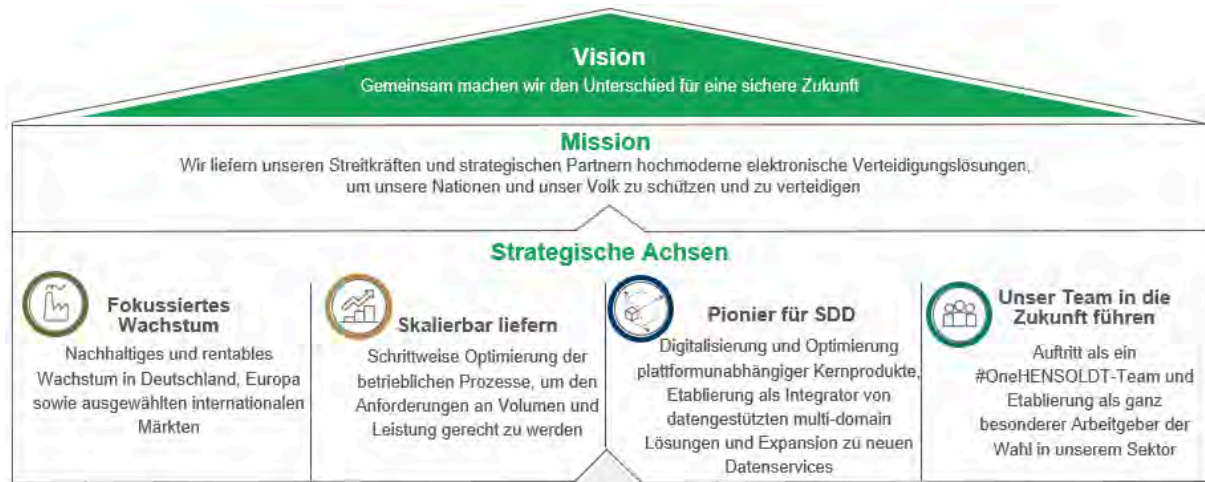 Vision
Gemeinsam machen wir den Unterschied für eine sichere Zukunft
Mission
Wir liefern unseren Streitkräften und strategischen Partnern hochmoderne elektronische Verteidigungslösungen,
um unsere Nationen und unser Volk zu schützen und zu verteidigen
Strategische Achsen
Fokussiertes
Wachstum
Nachhaltiges und rentables
Wachstum in Deutschland, Europa
sowie ausgewählten internationalen
Märkten
Skalierbar liefern
Schrittweise Optimierung der
betrieblichen Prozesse, um den
Anforderungen an Volumen und
Leistung gerecht zu werden
Pionier für SDD
Digitalisierung und Optimierung
plattformunabhängiger Kernprodukte,
Etablierung als Integrator von
datengestützten multi-domain
Lösungen und Expansion zu neuen
Datenservices
Unser Team in die
Zukunft führen
Auftritt als ein
#OneHENSOLDT-Team und
Etablierung als ganz
besonderer Arbeitgeber der
Wahl in unserem Sektor